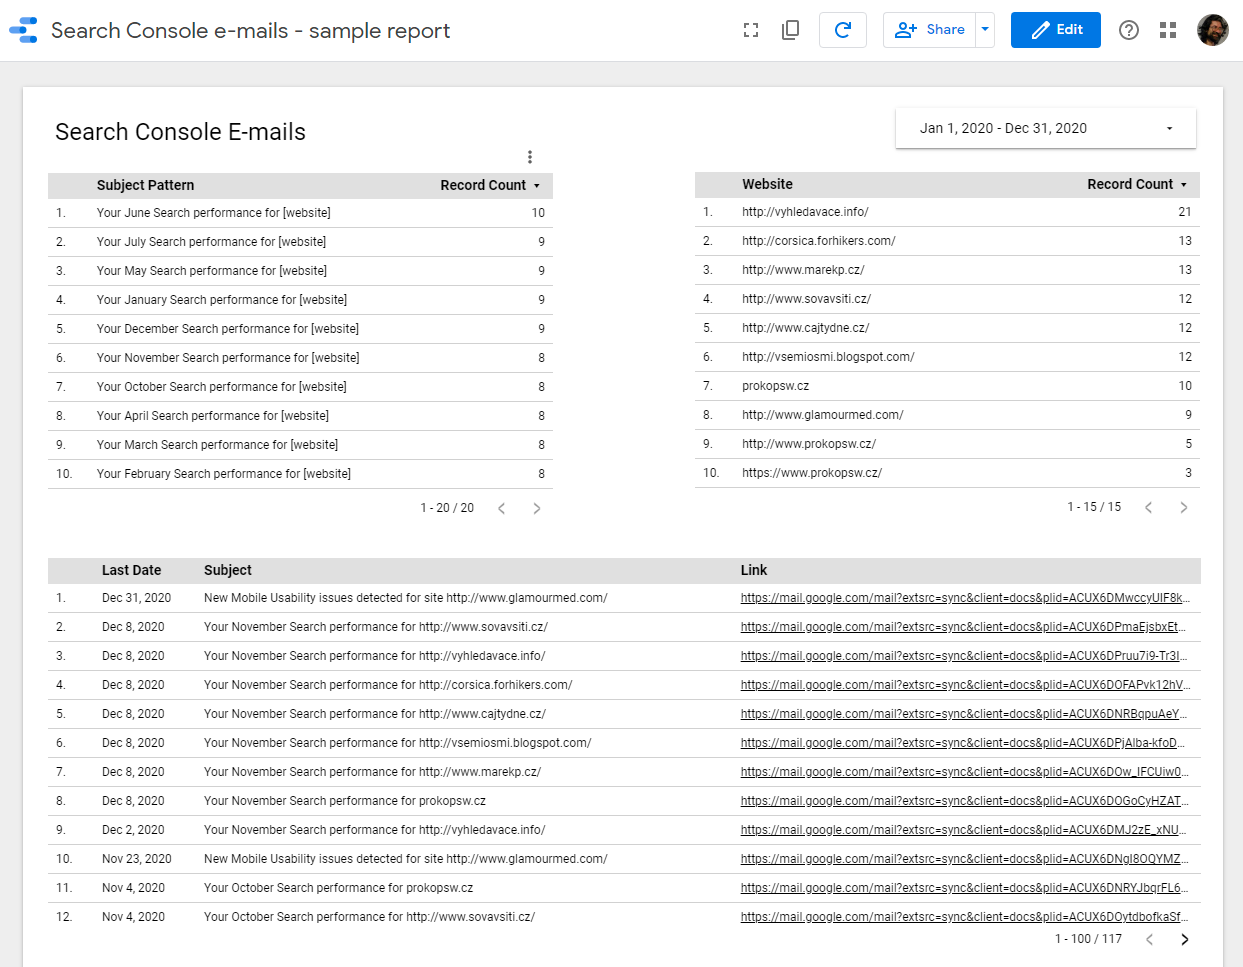 Search Console e-mails - sample report
Share
Edit
Search Console E-mails
Jan 1, 2020 - Dec 31, 2020
Subject Pattern Record Count
1. Your June Search performance for [website] 10
2. Your July Search performance for [website] 9
3. Your May Search performance for [website] 9
4. Your January Search performance for [website] 9
5. Your December Search performance for [website] 9
6. Your November Search performance for [website] 8
7. Your October Search performance for [website] 8
8. Your April Search performance for [website] 8
9. Your March Search performance for [website] 8
10. Your February Search performance for [website] 8
1 - 20 / 20
Website Record Count
1. http://vyhledavace.info/ 21
2. http://corsica.forhikers.com/ 13
3. http://www.marekp.cz/ 13
4. http://www.sovavsiti.cz/ 12
5. http://www.cajtydne.cz/ 12
6. http://vsemiosmi.blogspot.com/ 12
7. prokopsw.cz 10
8. http://www.glamourmed.com/ 9
9. http://www.prokopsw.cz/ 5
10. https://www.prokopsw.cz/ 3
1 - 15 / 15
Last Date Subject Link
1. Dec 31, 2020 New Mobile Usability issues detected for site http://www.glamourmed.com/ https://mail.google.com/mail?extsrc=sync&client=docs&plid=ACUX6DMwccyUIF8k...
2. Dec 8, 2020 Your November Search performance for http://www.sovavsiti.cz/ https://mail.google.com/mail?extsrc=sync&client=docs&plid=ACUX6DPmaEjsbxEt...
3. Dec 8, 2020 Your November Search performance for http://vyhledavace.info/ https://mail.google.com/mail?extsrc=sync&client=docs&plid=ACUX6DPruu7i9-Tr3I...
4. Dec 8, 2020 Your November Search performance for http://corsica.forhikers.com/ https://mail.google.com/mail?extsrc=sync&client=docs&plid=ACUX6DOFAPvk12hV...
5. Dec 8, 2020 Your November Search performance for http://www.cajtydne.cz/ https://mail.google.com/mail?extsrc=sync&client=docs&plid=ACUX6DNRBqpuAeY...
6. Dec 8, 2020 Your November Search performance for http://vsemiosmi.blogspot.com/ https://mail.google.com/mail?extsrc=sync&client=docs&plid=ACUX6DPjAlba-kfoD...
7. Dec 8, 2020 Your November Search performance for http://www.marekp.cz/ https://mail.google.com/mail?extsrc=sync&client=docs&plid=ACUX6DOw_IFCUiw0...
8. Dec 8, 2020 Your November Search performance for prokopsw.cz https://mail.google.com/mail?extsrc=sync&client=docs&plid=ACUX6DOGoCyHZAT...
9. Dec 2, 2020 Your November Search performance for http://vyhledavace.info/ https://mail.google.com/mail?extsrc=sync&client=docs&plid=ACUX6DMJ2zE_xNU...
10. Nov 23, 2020 New Mobile Usability issues detected for site http://www.glamourmed.com/ https://mail.google.com/mail?extsrc=sync&client=docs&plid=ACUX6DNgI8OQYMZ...
11. Nov 4, 2020 Your October Search performance for prokopsw.cz https://mail.google.com/mail?extsrc=sync&client=docs&plid=ACUX6DNRYJbqrFL6...
12. Nov 4, 2020 Your October Search performance for http://www.sovavsiti.cz/ https://mail.google.com/mail?extsrc=sync&client=docs&plid=ACUX6DOytdbofkaSf...
1 - 100 / 117